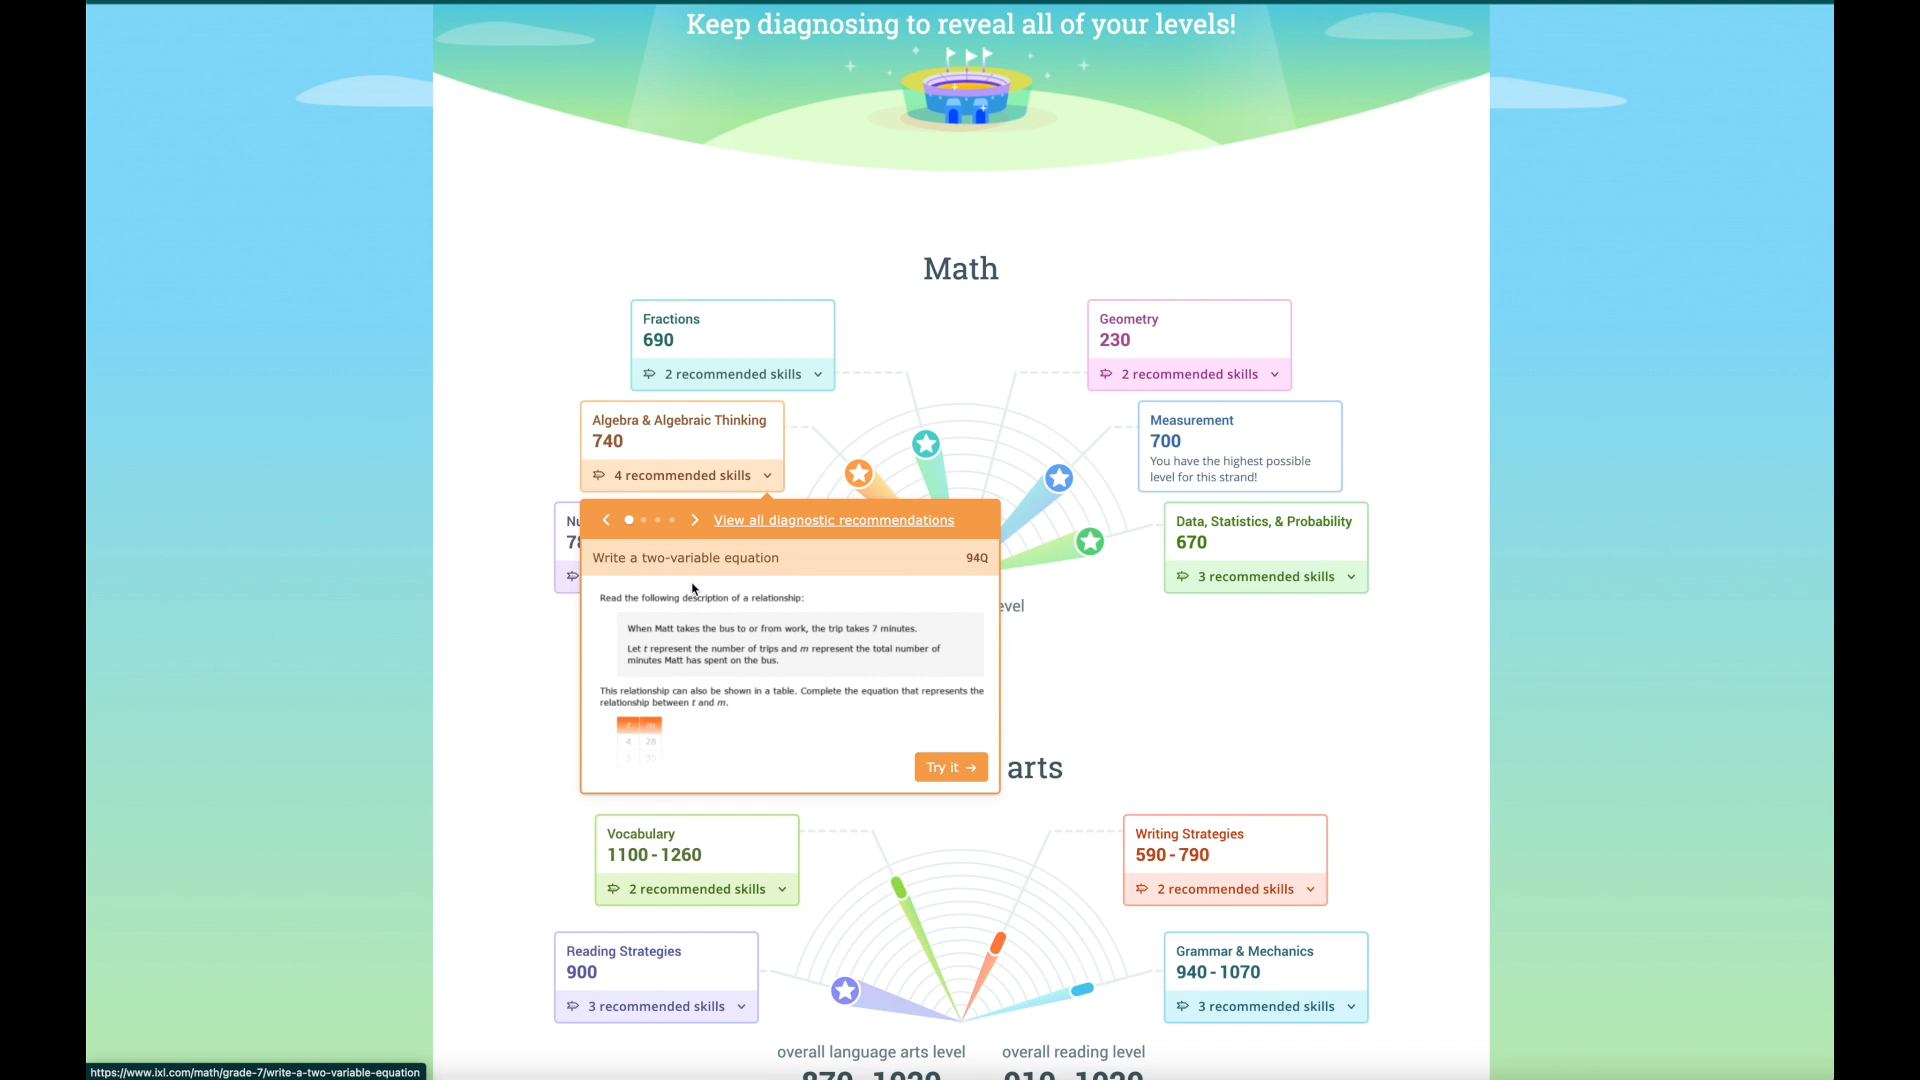 Keep diagnosing to reveal all of your levels!
Math
Fractions
690
2 recommended skills
Geometry
230
2 recommended skills
Algebra & Algebraic Thinking
740
4 recommended skills
Measurement
700
You have the highest possible
level for this strand!
Data, Statistics, & Probability
670
3 recommended skills
View all diagnostic recommendations
Write a two-variable equation 94Q
Read the following description of a relationship:
When Matt takes the bus to or from work, the trip takes 7 minutes.
Let t represent the number of trips and m represent the total number of
minutes Matt has spent on the bus.
This relationship can also be shown in a table. Complete the equation that represents the
relationship between t and m.
t m
4 28
5 35
Try it →
arts
Vocabulary
1100 - 1260
2 recommended skills
Writing Strategies
590 - 790
2 recommended skills
Reading Strategies
900
3 recommended skills
Grammar & Mechanics
940 - 1070
3 recommended skills
overall language arts level
overall reading level
https://www.ixl.com/math/grade-7/write-a-two-variable-equation